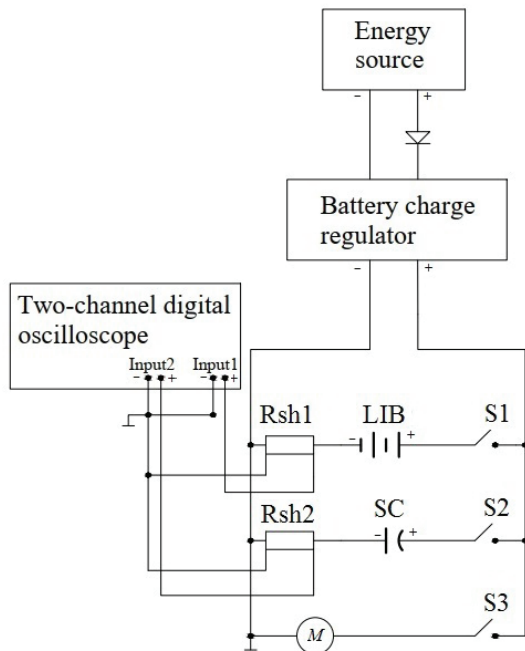 Energy
source
- +
Battery charge
regulator
- +
Two-channel digital
oscilloscope
Input2 Input1
- + - +
Rsh1 LIB S1
- +
Rsh2 SC S2
- +
S3
M